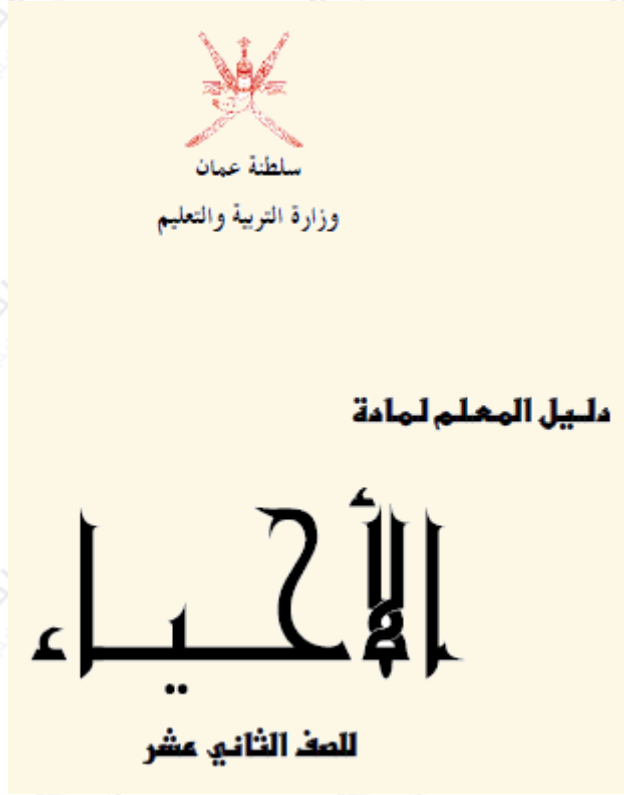 سلطنة عمان
وزارة التربية والتعليم
دليل المعلم لمادة
الأحياء
للصف الثاني عشر